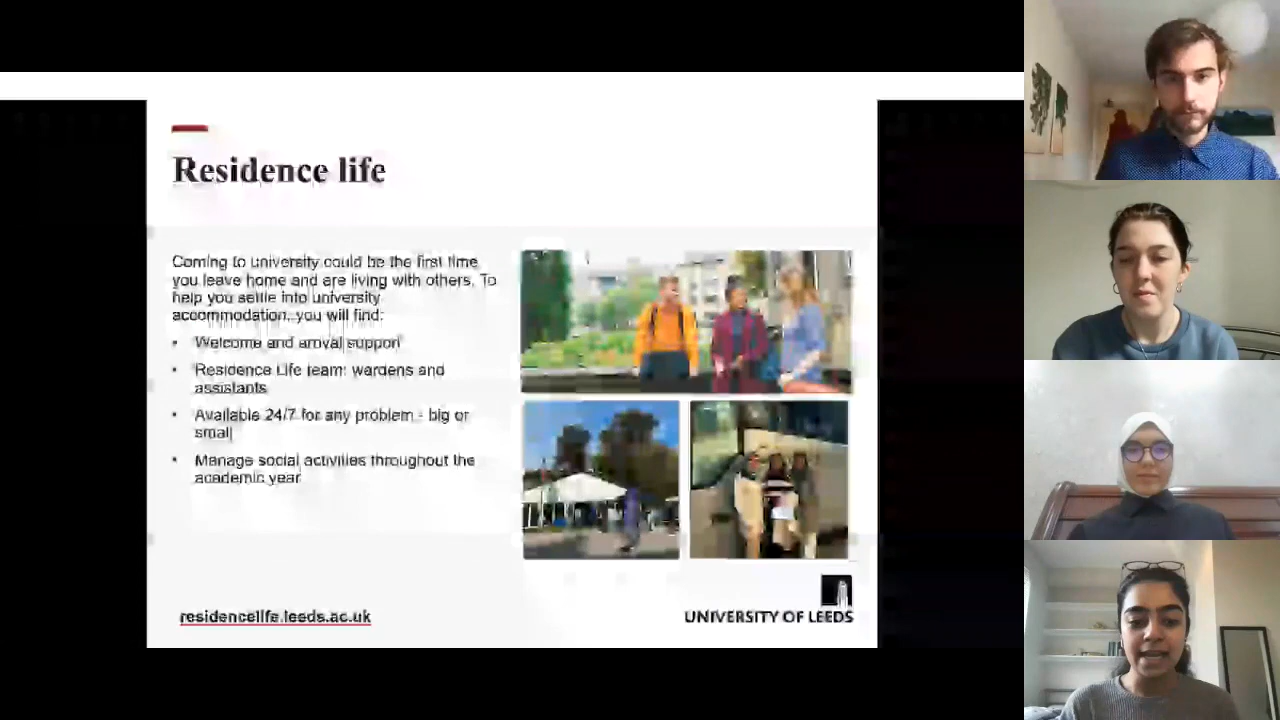 Residence life
Coming to university could be the first time
you leave home and are living with others. To
help you settle into university
accommodation, you will find:
• Welcome and arrival support
• Residence Life team: wardens and
assistants
• Available 24/7 for any problem - big or
small
• Manage social activities throughout the
academic year
residencelife.leeds.ac.uk
UNIVERSITY OF LEEDS